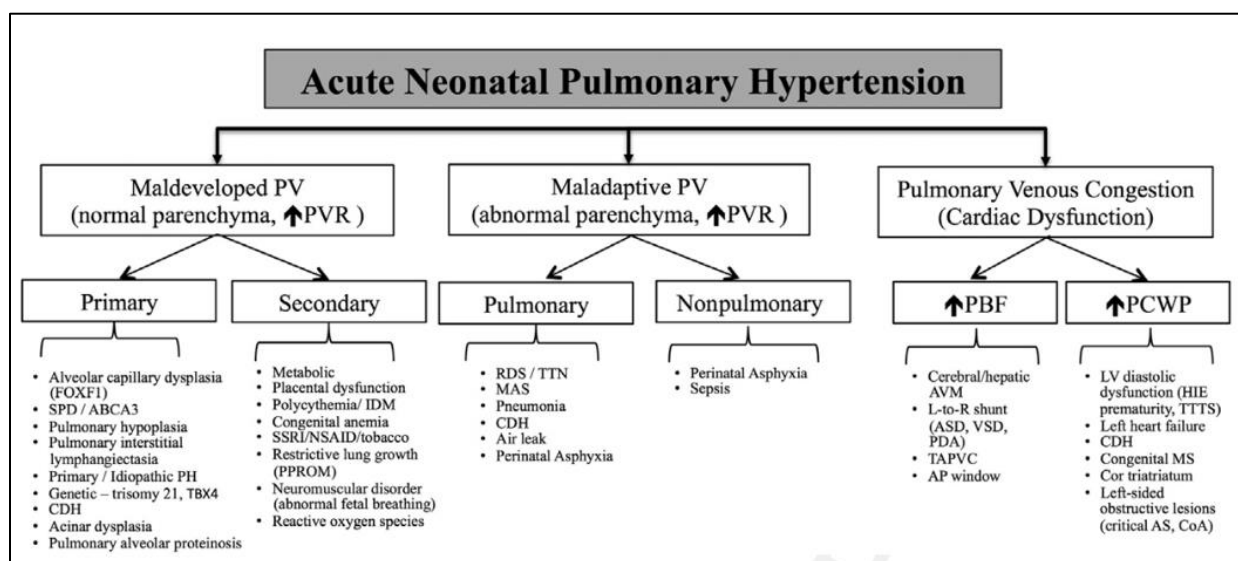 Acute Neonatal Pulmonary Hypertension
Maldeveloped PV
(normal parenchyma, ↑PVR )
Maladaptive PV
(abnormal parenchyma, ↑PVR)
Pulmonary Venous Congestion
(Cardiac Dysfunction)
Primary
Secondary
Pulmonary
Nonpulmonary
↑PBF
↑PCWP
• Alveolar capillary dysplasia
(FOXF1)
• SPD / ABCA3
• Pulmonary hypoplasia
• Pulmonary interstitial
lymphangiectasia
• Primary / Idiopathic PH
• Genetic – trisomy 21, TBX4
• CDH
• Acinar dysplasia
• Pulmonary alveolar proteinosis
• Metabolic
• Placental dysfunction
• Polycythemia/ IDM
• Congenital anemia
• SSRI/NSAID/tobacco
• Restrictive lung growth
(PPROM)
• Neuromuscular disorder
(abnormal fetal breathing)
• Reactive oxygen species
• RDS / TTN
• MAS
• Pneumonia
• CDH
• Air leak
• Perinatal Asphyxia
• Perinatal Asphyxia
• Sepsis
• Cerebral/hepatic
AVM
• L-to-R shunt
(ASD, VSD,
PDA)
• TAPVC
• AP window
• LV diastolic
dysfunction (HIE
prematurity, TTTS)
• Left heart failure
• CDH
• Congenital MS
• Cor triatriatum
• Left-sided
obstructive lesions
(critical AS, CoA)